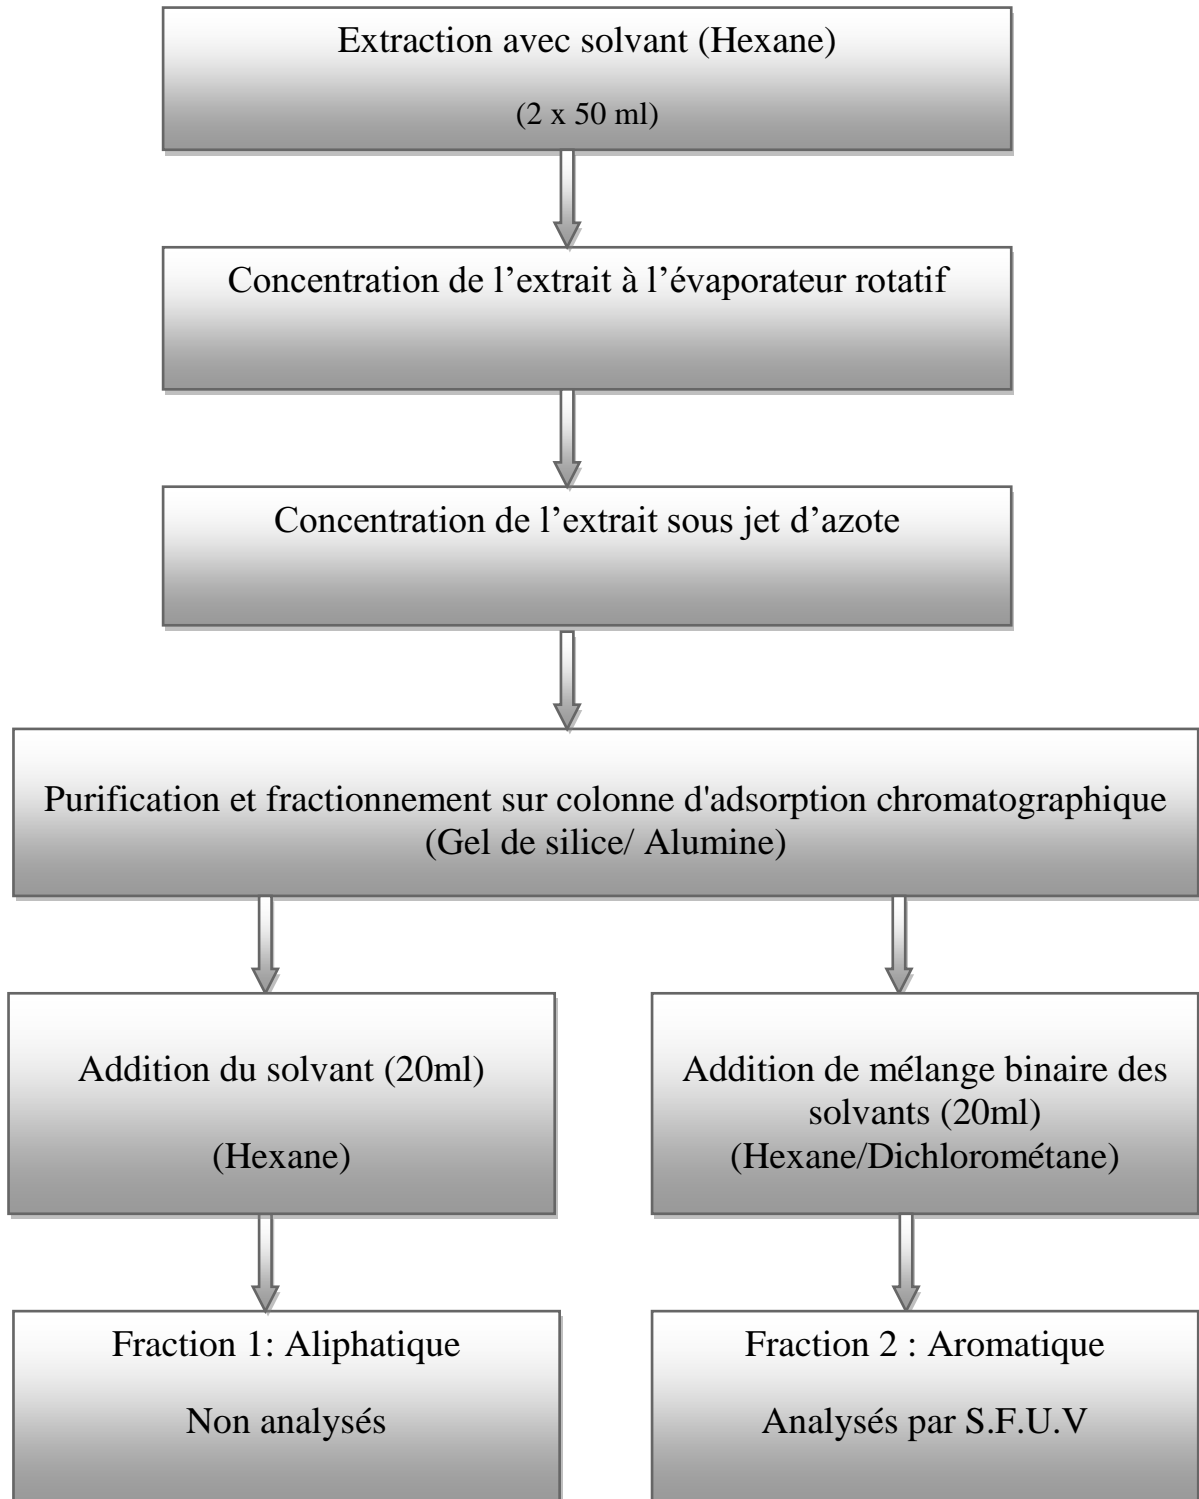 Extraction avec solvant (Hexane)
(2 x 50 ml)
Concentration de l’extrait à l’évaporateur rotatif
Concentration de l’extrait sous jet d’azote
Purification et fractionnement sur colonne d'adsorption chromatographique
(Gel de silice/ Alumine)
Addition du solvant (20ml)
(Hexane)
Addition de mélange binaire des
solvants (20ml)
(Hexane/Dichlorométane)
Fraction 1: Aliphatique
Non analysés
Fraction 2 : Aromatique
Analysés par S.F.U.V